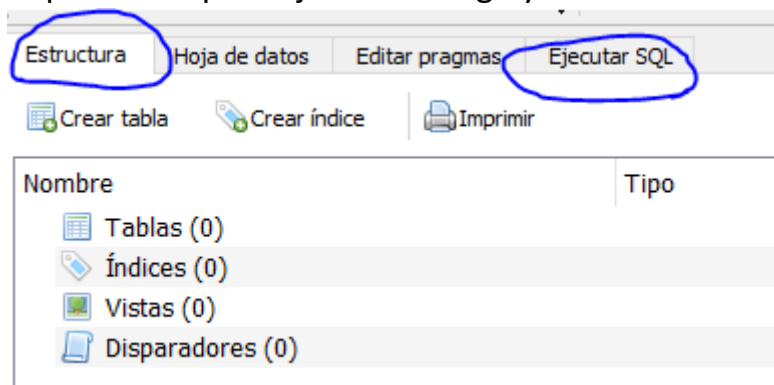 Estructura Hoja de datos Editar pragmas Ejecutar SQL
Crear tabla Crear índice Imprimir
Nombre Tipo
Tablas (0)
Índices (0)
Vistas (0)
Disparadores (0)